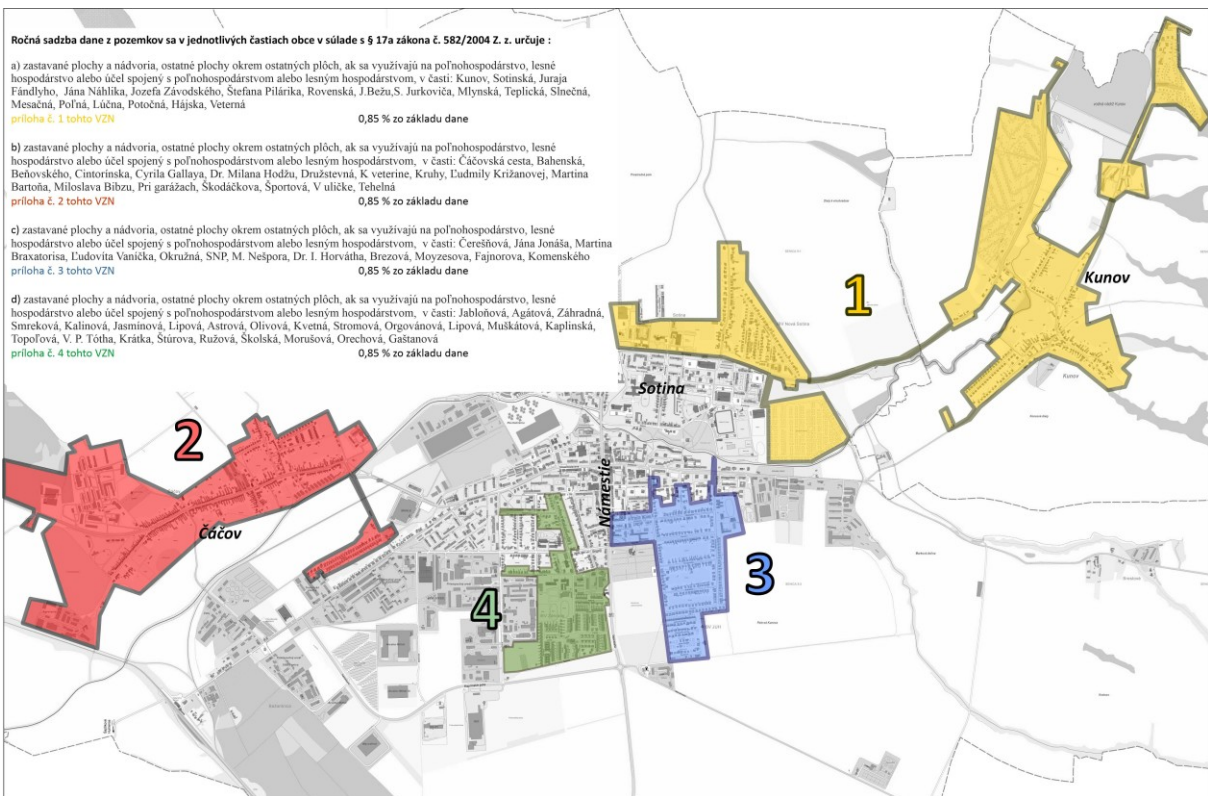 Ročná sadzba dane z pozemkov sa v jednotlivých častiach obce v súlade s § 17a zákona č. 582/2004 Z. z. určuje :
a) zastavané plochy a nádvoria, ostatné plochy okrem ostatných plôch, ak sa využívajú na poľnohospodárstvo, lesné
hospodárstvo alebo účel spojený s poľnohospodárstvom alebo lesným hospodárstvom, v časti: Kunov, Sotinská, Juraja
Fándlyho, Jána Náhlika, Jozefa Závodského, Štefana Pilárika, Rovenská, J.Bežu,S. Jurkoviča, Mlynská, Teplická, Slnečná,
Mesačná, Poľná, Lúčna, Potočná, Hájska, Veterná
príloha č. 1 tohto VZN 0,85 % zo základu dane
b) zastavané plochy a nádvoria, ostatné plochy okrem ostatných plôch, ak sa využívajú na poľnohospodárstvo, lesné
hospodárstvo alebo účel spojený s poľnohospodárstvom alebo lesným hospodárstvom, v časti: Čáčovská cesta, Bahenská,
Beňovského, Cintorínska, Cyrila Gallaya, Dr. Milana Hodžu, Družstevná, K veterine, Kruhy, Ľudmily Križanovej, Martina
Bartoňa, Miloslava Bibzu, Pri garážach, Škodáčkova, Športová, V uličke, Tehelná
príloha č. 2 tohto VZN 0,85 % zo základu dane
c) zastavané plochy a nádvoria, ostatné plochy okrem ostatných plôch, ak sa využívajú na poľnohospodárstvo, lesné
hospodárstvo alebo účel spojený s poľnohospodárstvom alebo lesným hospodárstvom, v časti: Čerešňová, Jána Jonáša, Martina
Braxatorisa, Ľudovíta Vaníčka, Okružná, SNP, M. Nešpora, Dr. I. Horvátha, Brezová, Moyzesova, Fajnorova, Komenského
príloha č. 3 tohto VZN 0,85 % zo základu dane
d) zastavané plochy a nádvoria, ostatné plochy okrem ostatných plôch, ak sa využívajú na poľnohospodárstvo, lesné
hospodárstvo alebo účel spojený s poľnohospodárstvom alebo lesným hospodárstvom, v časti: Jabloňová, Agátová, Záhradná,
Smreková, Kalinová, Jasmínová, Lipová, Astrová, Olivová, Kvetná, Stromová, Orgovánová, Lipová, Muškátová, Kaplinská,
Topoľová, V. P. Tótha, Krátka, Štúrova, Ružová, Školská, Morušová, Orechová, Gaštanová
príloha č. 4 tohto VZN 0,85 % zo základu dane
1
Kunov
Sotina
2
Čáčov
Námestie
3
4